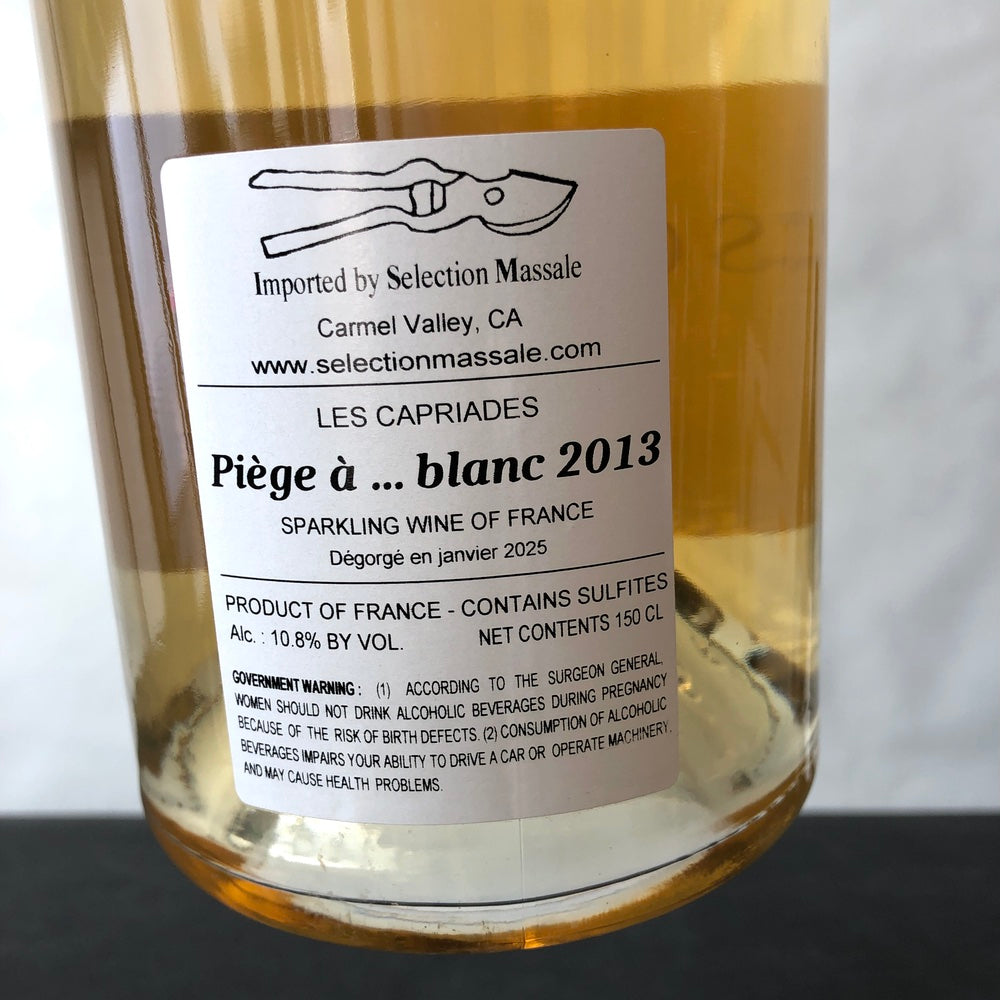 Imported by Selection Massale
Carmel Valley, CA
www.selectionmassale.com
LES CAPRIADES
Piège à ... blanc 2013
SPARKLING WINE OF FRANCE
Dégorgé en janvier 2025
PRODUCT OF FRANCE - CONTAINS SULFITES
Alc. : 10.8% BY VOL. NET CONTENTS 150 CL
GOVERNMENT WARNING : (1) ACCORDING TO THE SURGEON GENERAL,
WOMEN SHOULD NOT DRINK ALCOHOLIC BEVERAGES DURING PREGNANCY
BECAUSE OF THE RISK OF BIRTH DEFECTS. (2) CONSUMPTION OF ALCOHOLIC
BEVERAGES IMPAIRS YOUR ABILITY TO DRIVE A CAR OR OPERATE MACHINERY,
AND MAY CAUSE HEALTH PROBLEMS.